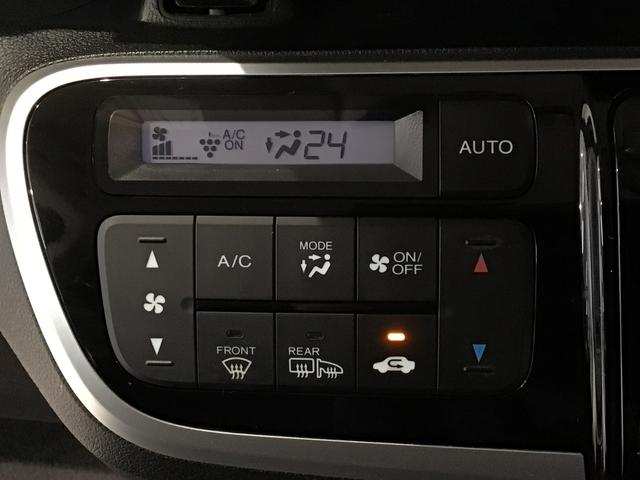 A/C
ON
24
AUTO
A/C
MODE
ON/
OFF
FRONT
REAR